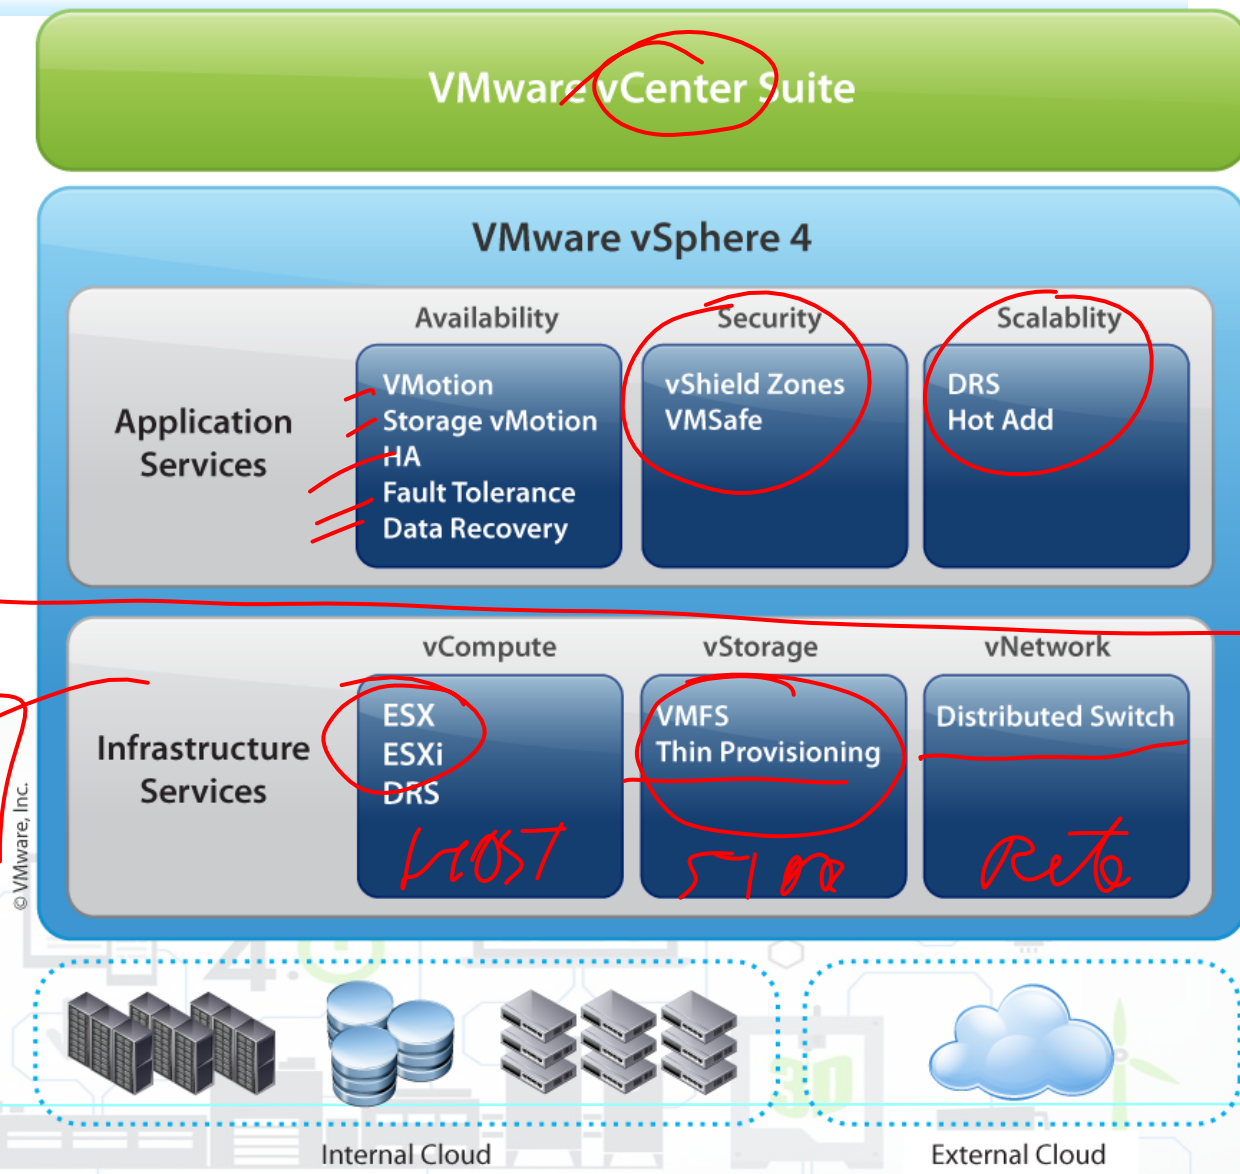 VMware vCenter Suite
VMware vSphere 4
Application
Services
Availability
VMotion
Storage vMotion
HA
Fault Tolerance
Data Recovery
Security
vShield Zones
VMSafe
Scalablity
DRS
Hot Add
Infrastructure
Services
vCompute
ESX
ESXi
DRS
HOST
vStorage
VMFS
Thin Provisioning
vNetwork
Distributed Switch
Rete
© VMware, Inc.
3D
Internal Cloud
External Cloud